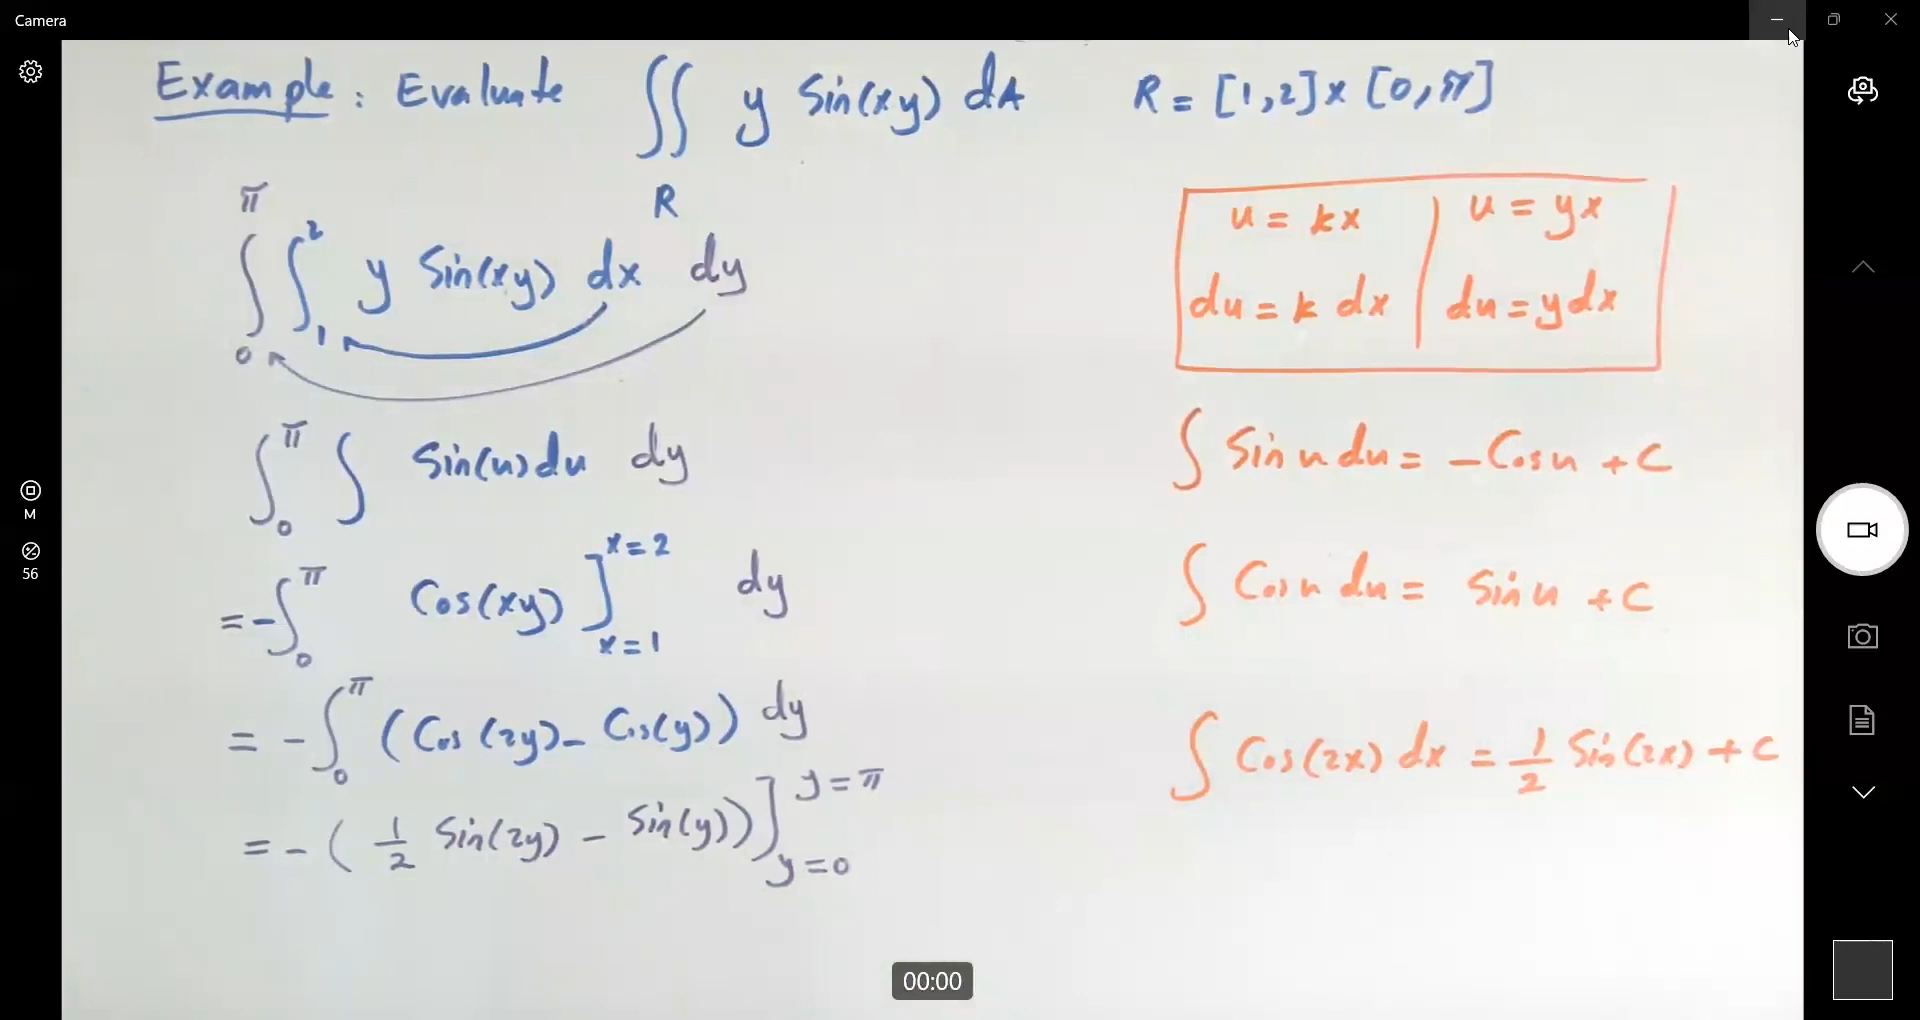 Camera
Example: Evaluate ∬ y Sin(xy) dA R = [1,2] x [0,π]
R
∫₀^π ∫₁² y Sin(xy) dx dy
∫₀^π ∫ Sin(u) du dy
= -∫₀^π Cos(xy) ]_{x=1}^{x=2} dy
= - ∫₀^π (Cos(2y) - Cos(y)) dy
= - ( 1/2 Sin(2y) - Sin(y)) ]_{y=0}^{y=π}
u = kx | u = yx
du = k dx | du = y dx
∫ Sin u du = - Cos u + C
∫ Cos u du = Sin u + C
∫ Cos(2x) dx = 1/2 Sin(2x) + C
M
56
00:00